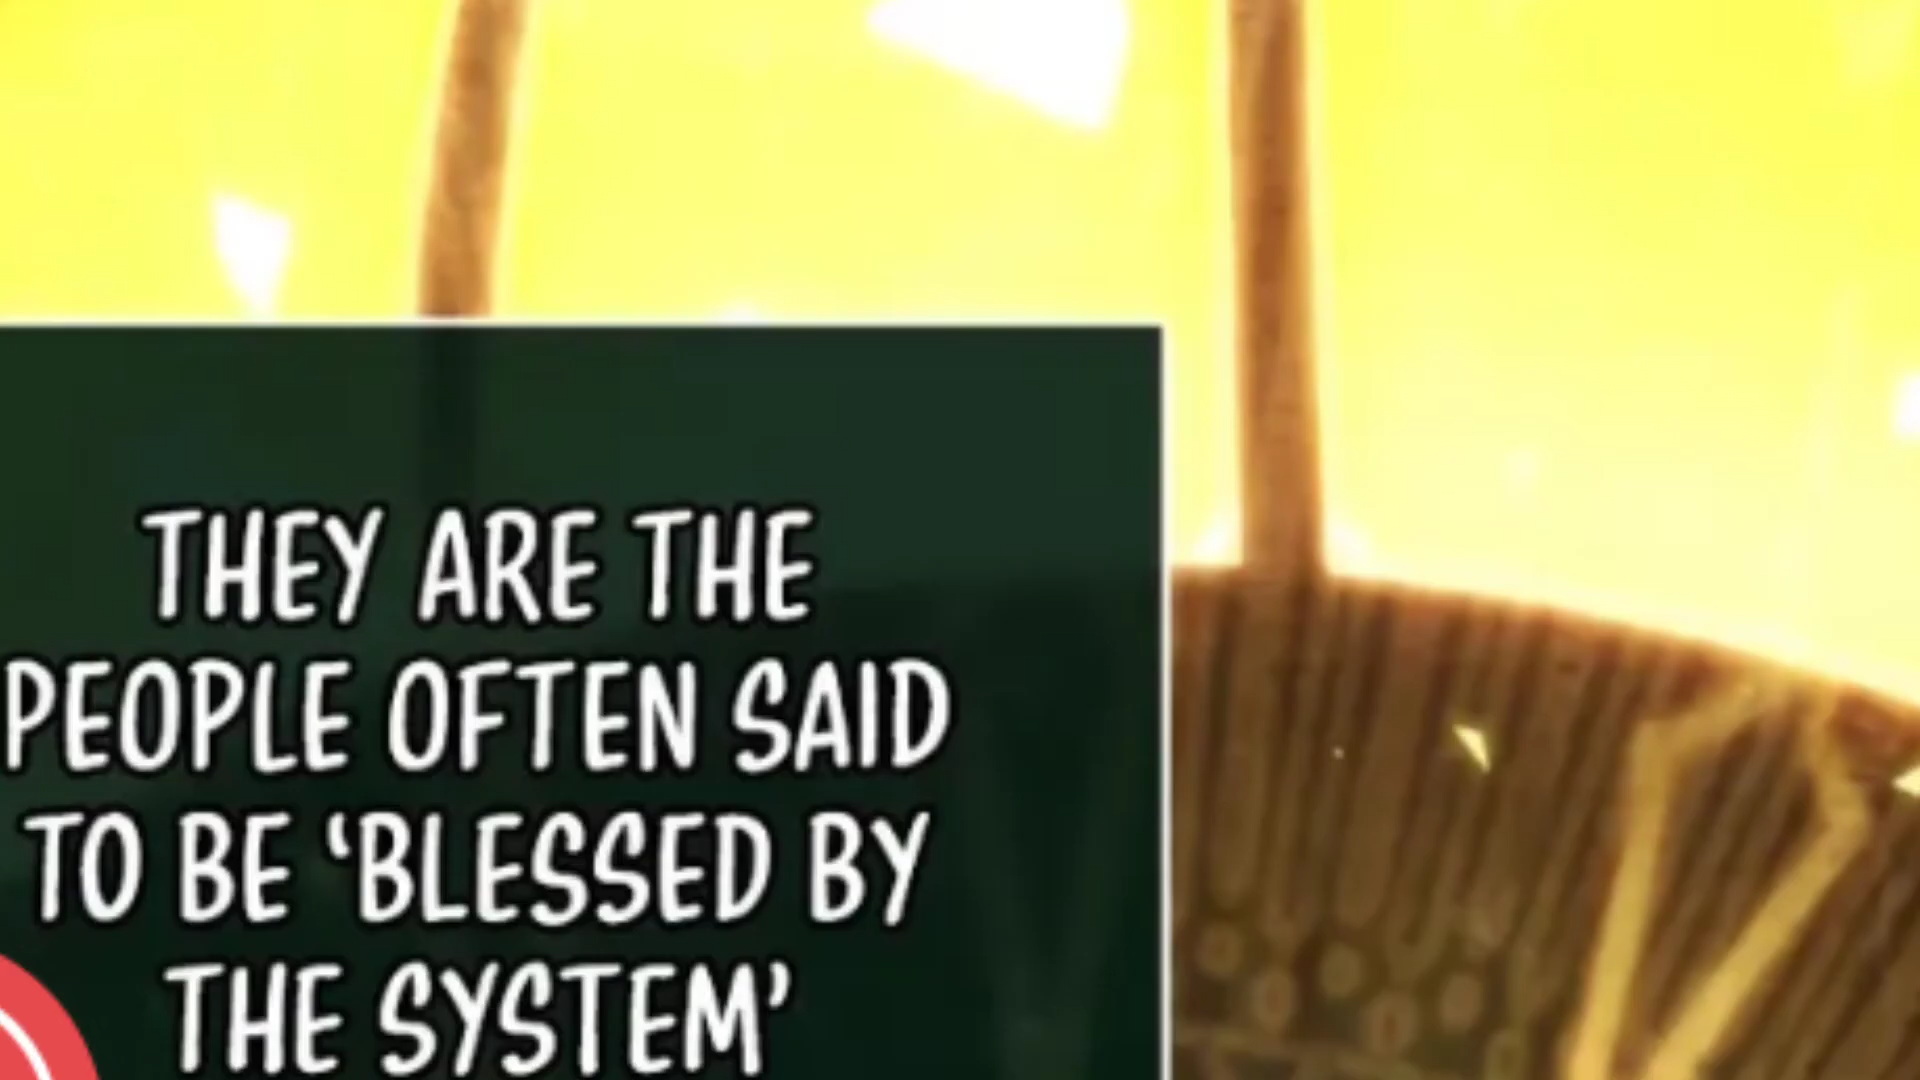 THEY ARE THE
PEOPLE OFTEN SAID
TO BE ‘BLESSED BY
THE SYSTEM’